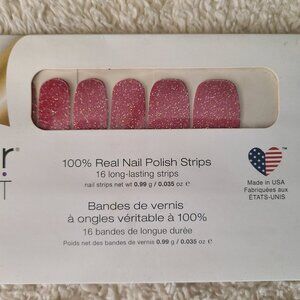 r®
T
100% Real Nail Polish Strips
16 long-lasting strips
nail strips net wt 0.99 g / 0.035 oz ℮
Bandes de vernis
à ongles véritable à 100%
16 bandes de longue durée
Poids net des bandes de vernis 0.99 g / 0.035 oz ℮
™
Made in USA
Fabriquées aux
ÉTATS-UNIS